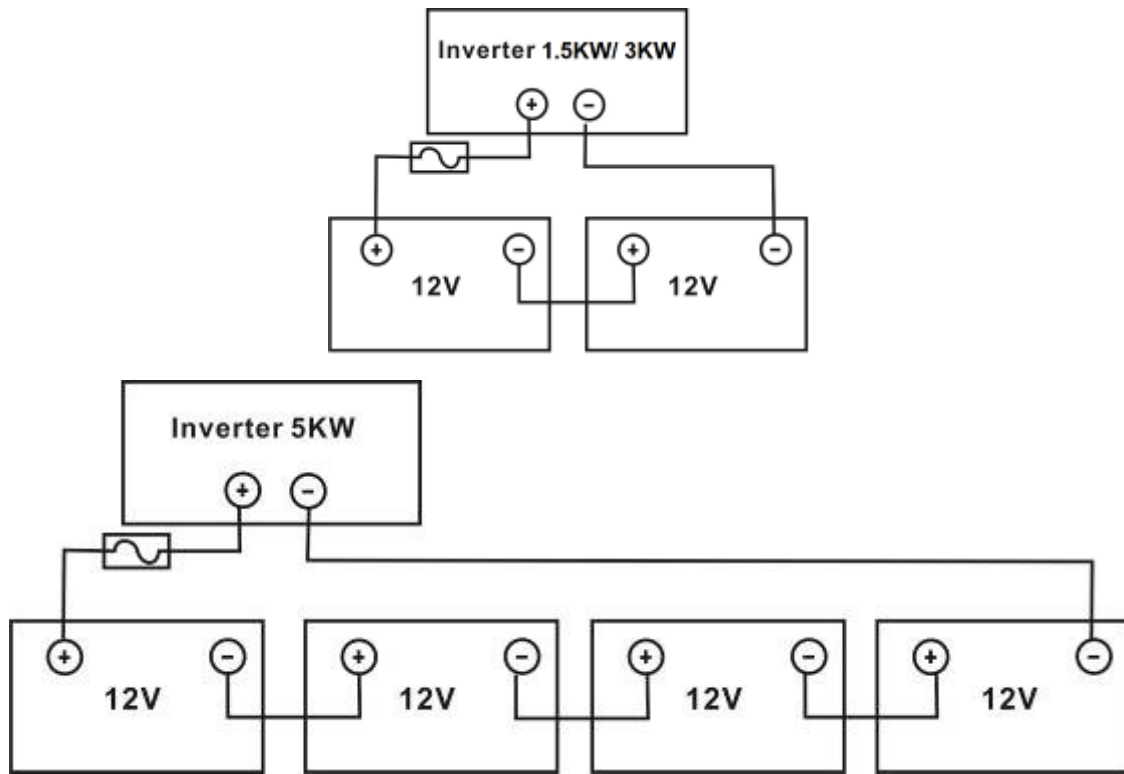 Inverter 1.5KW/ 3KW
+ −
+ − + −
12V 12V
Inverter 5KW
+ −
+ − + − + − + −
12V 12V 12V 12V